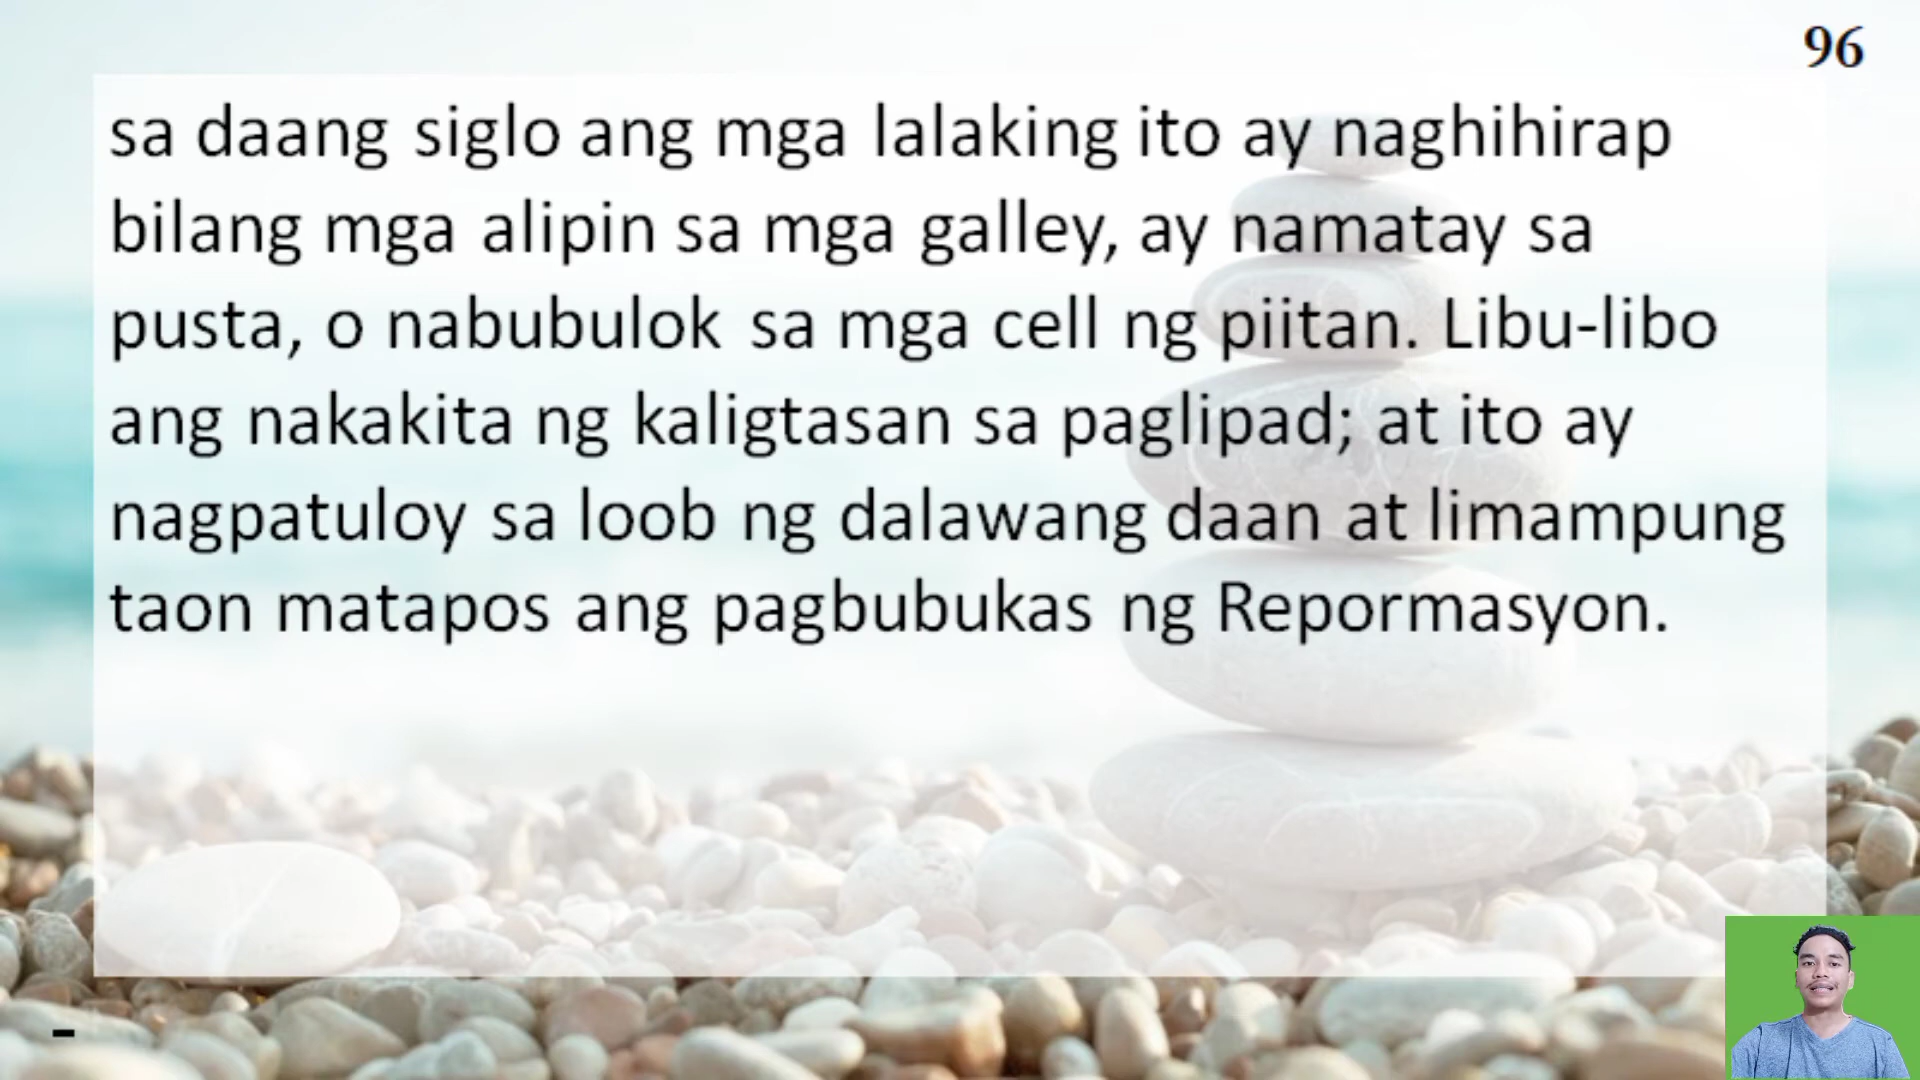 96
sa daang siglo ang mga lalaking ito ay naghihirap
bilang mga alipin sa mga galley, ay namatay sa
pusta, o nabubulok sa mga cell ng piitan. Libu-libo
ang nakakita ng kaligtasan sa paglipad; at ito ay
nagpatuloy sa loob ng dalawang daan at limampung
taon matapos ang pagbubukas ng Repormasyon.
-